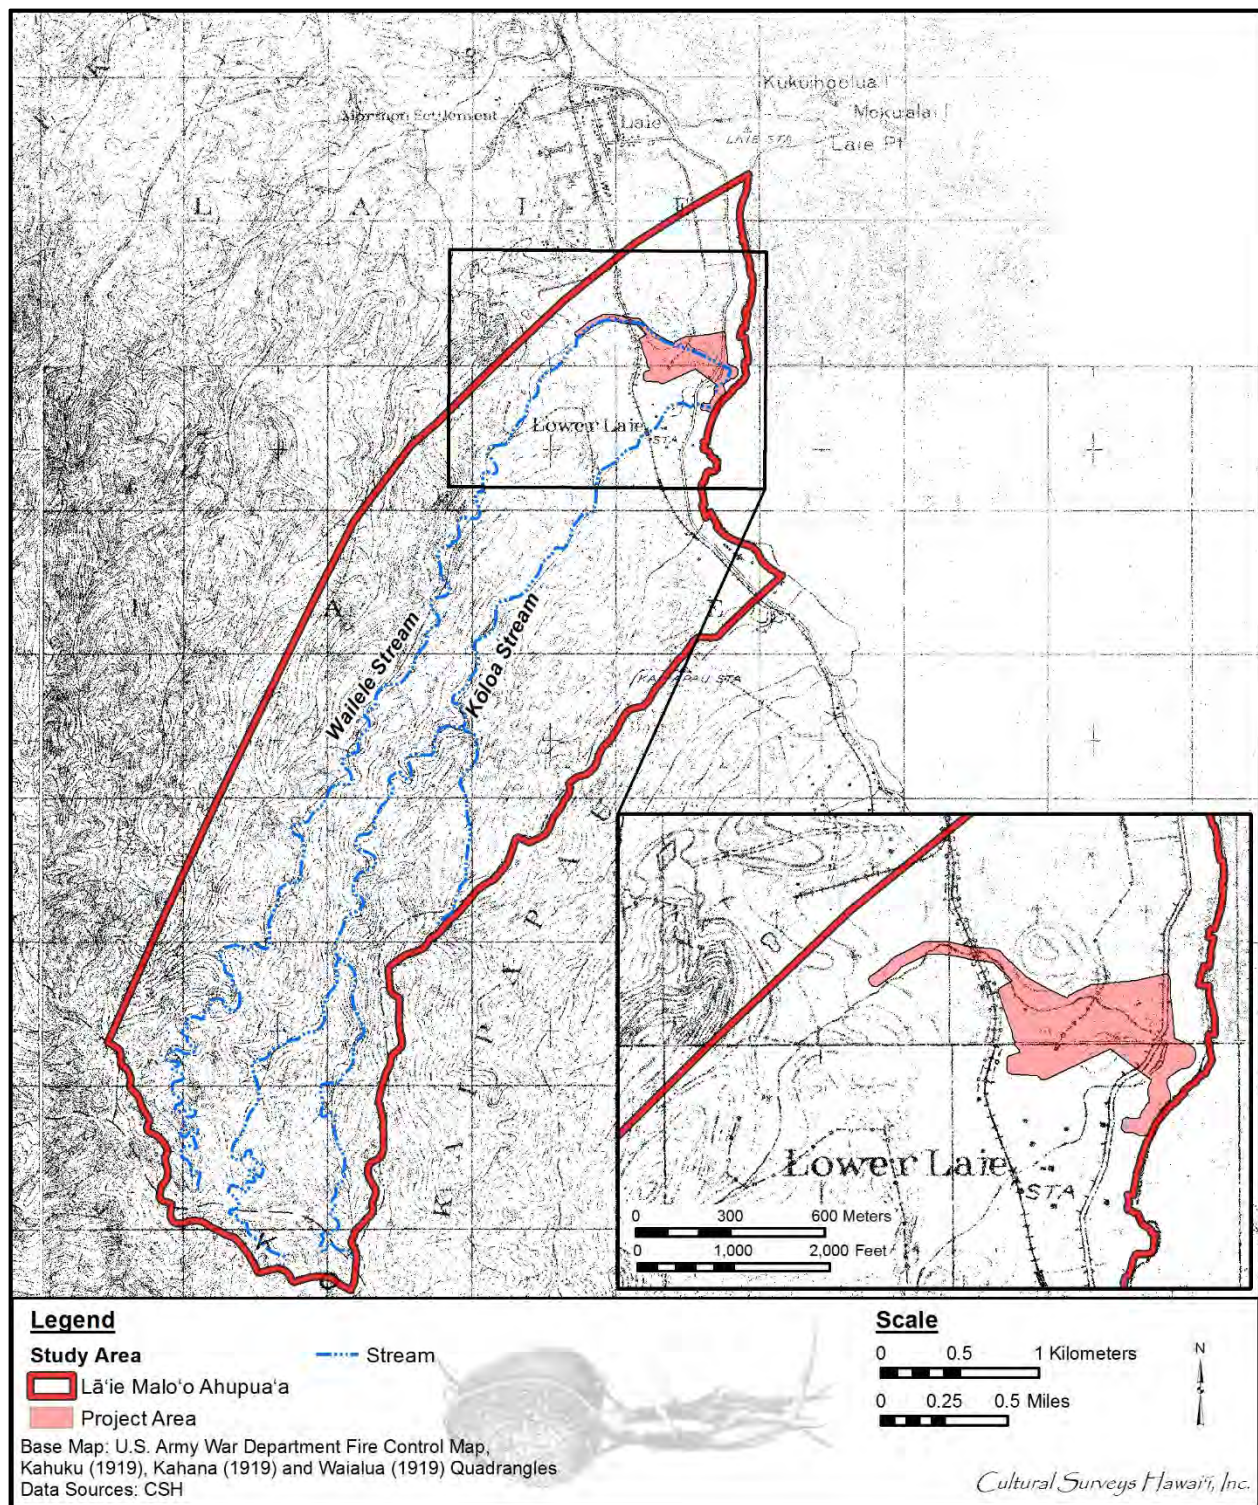 Kukuihoolua I
Mokualai I
Mormon Settlement
Laie
LAIE STA
Laie Pt
L A I E
Lower Laie
STA
Wailele Stream
Kōloa Stream
K A I P A P
Lower Laie
STA
0 300 600 Meters
0 1,000 2,000 Feet
Legend
Study Area
Stream
Lā‘ie Malo‘o Ahupua‘a
Project Area
Base Map: U.S. Army War Department Fire Control Map,
Kahuku (1919), Kahana (1919) and Waialua (1919) Quadrangles
Data Sources: CSH
Scale
0 0.5 1 Kilometers
0 0.25 0.5 Miles
N
Cultural Surveys Hawai‘i, Inc.